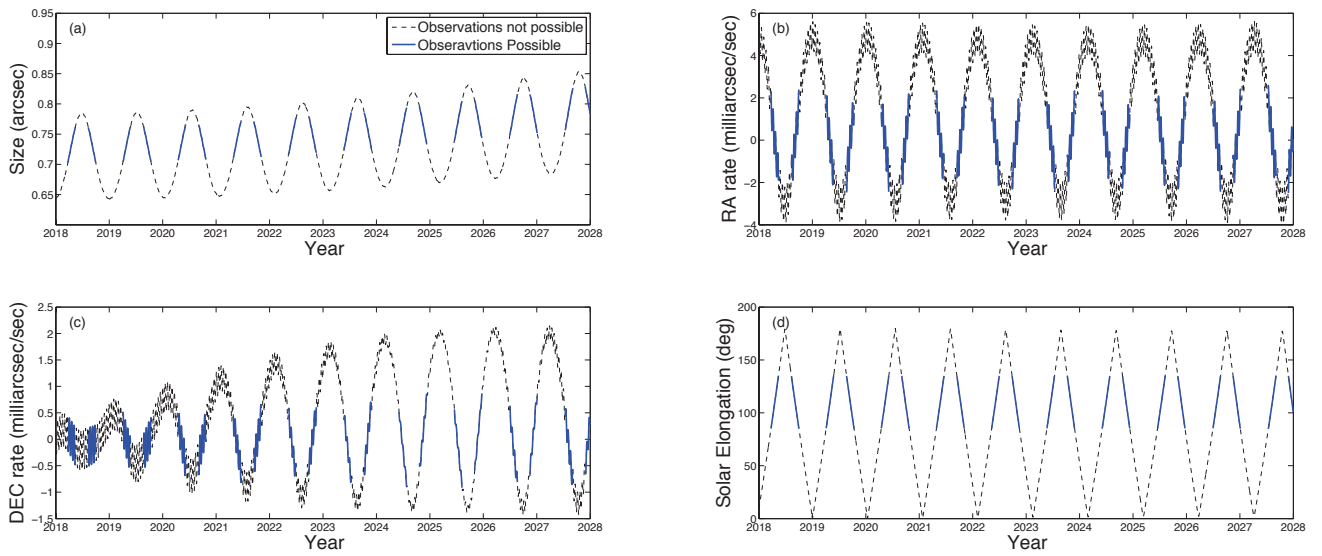 (a)
Observations not possible
Obseravtions Possible
0.95
0.9
0.85
0.8
0.75
0.7
0.65
Size (arcsec)
2018 2019 2020 2021 2022 2023 2024 2025 2026 2027 2028
Year
(b)
6
4
2
0
−2
−4
RA rate (milliarcsec/sec)
2018 2019 2020 2021 2022 2023 2024 2025 2026 2027 2028
Year
(c)
2.5
2
1.5
1
0.5
0
−0.5
−1
−1.5
DEC rate (milliarcsec/sec)
2018 2019 2020 2021 2022 2023 2024 2025 2026 2027 2028
Year
(d)
200
150
100
50
0
Solar Elongation (deg)
2018 2019 2020 2021 2022 2023 2024 2025 2026 2027 2028
Year